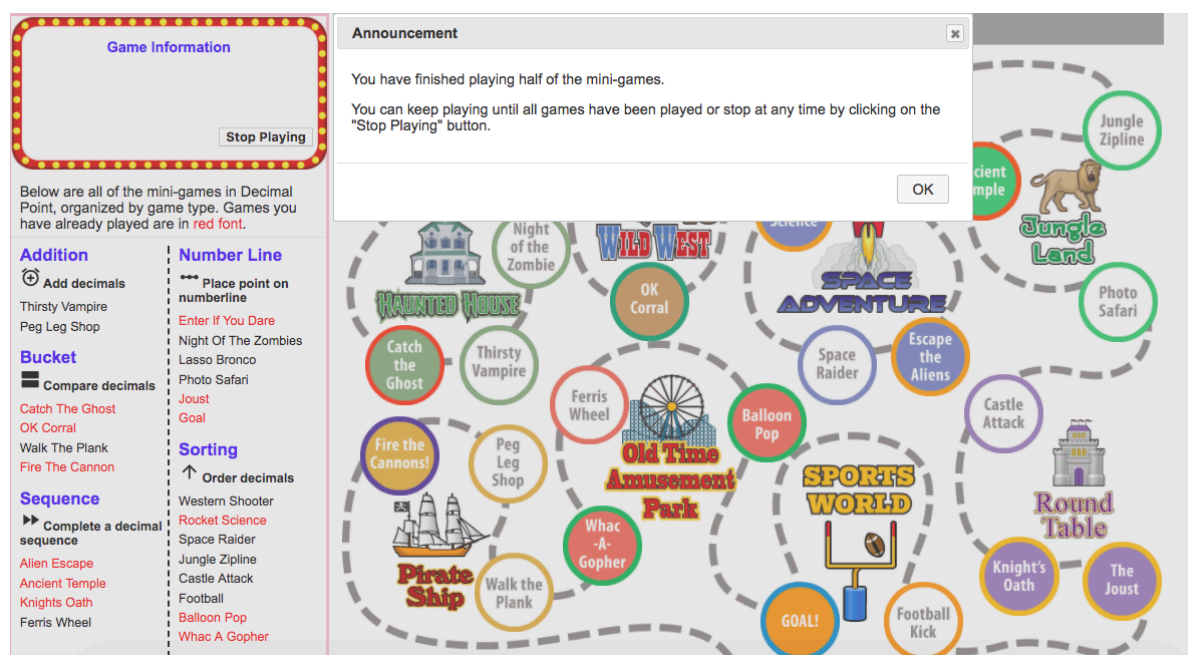 Game Information
Stop Playing
Below are all of the mini-games in Decimal
Point, organized by game type. Games you
have already played are in red font.
Addition
Add decimals
Thirsty Vampire
Peg Leg Shop
Bucket
Compare decimals
Catch The Ghost
OK Corral
Walk The Plank
Fire The Cannon
Sequence
Complete a decimal
sequence
Alien Escape
Ancient Temple
Knights Oath
Ferris Wheel
Number Line
Place point on
numberline
Enter If You Dare
Night Of The Zombies
Lasso Bronco
Photo Safari
Joust
Goal
Sorting
Order decimals
Western Shooter
Rocket Science
Space Raider
Jungle Zipline
Castle Attack
Football
Balloon Pop
Whac A Gopher
Announcement
You have finished playing half of the mini-games.
You can keep playing until all games have been played or stop at any time by clicking on the
"Stop Playing" button.
OK
Jungle
Zipline
Jungle
Land
Photo
Safari
Night
of the
Zombie
Haunted House
Catch
the
Ghost
Thirsty
Vampire
Wild West
OK
Corral
Science
Space
Adventure
Space
Raider
Escape
the
Aliens
Ferris
Wheel
Balloon
Pop
Old Time
Amusement
Park
Whac
-A-
Gopher
Fire the
Cannons!
Peg
Leg
Shop
Pirate
Ship
Walk the
Plank
SPORTS
WORLD
GOAL!
Football
Kick
Castle
Attack
Round
Table
Knight's
Oath
The
Joust